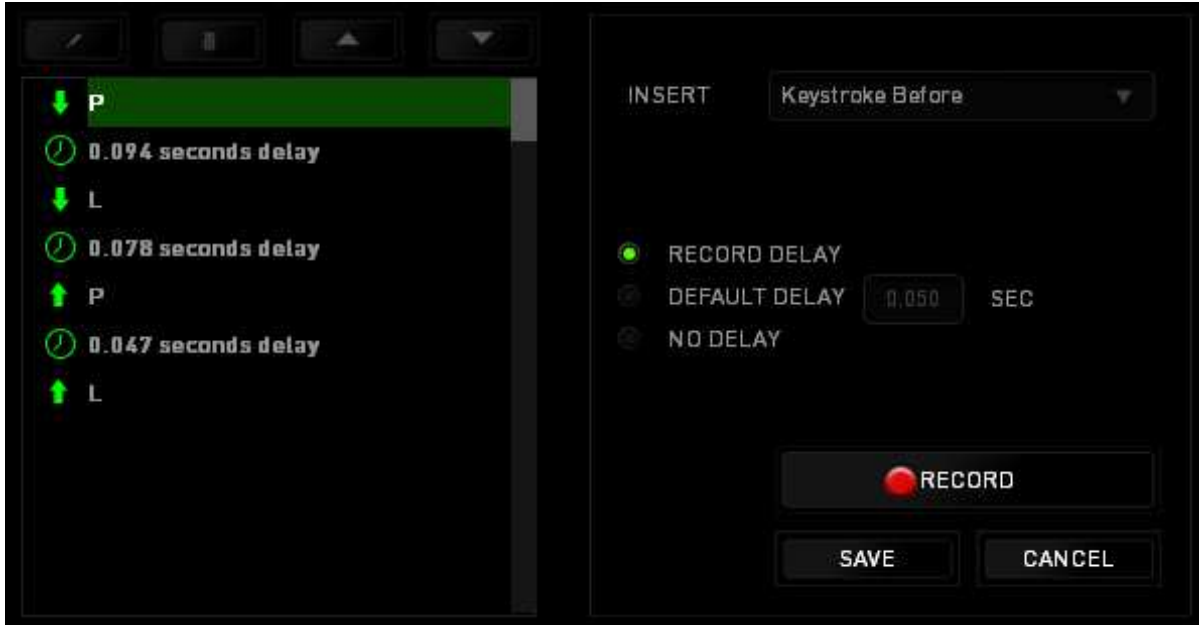 P
0.094 seconds delay
L
0.078 seconds delay
P
0.047 seconds delay
L
INSERT Keystroke Before
RECORD DELAY
DEFAULT DELAY 0.050 SEC
NO DELAY
RECORD
SAVE CANCEL